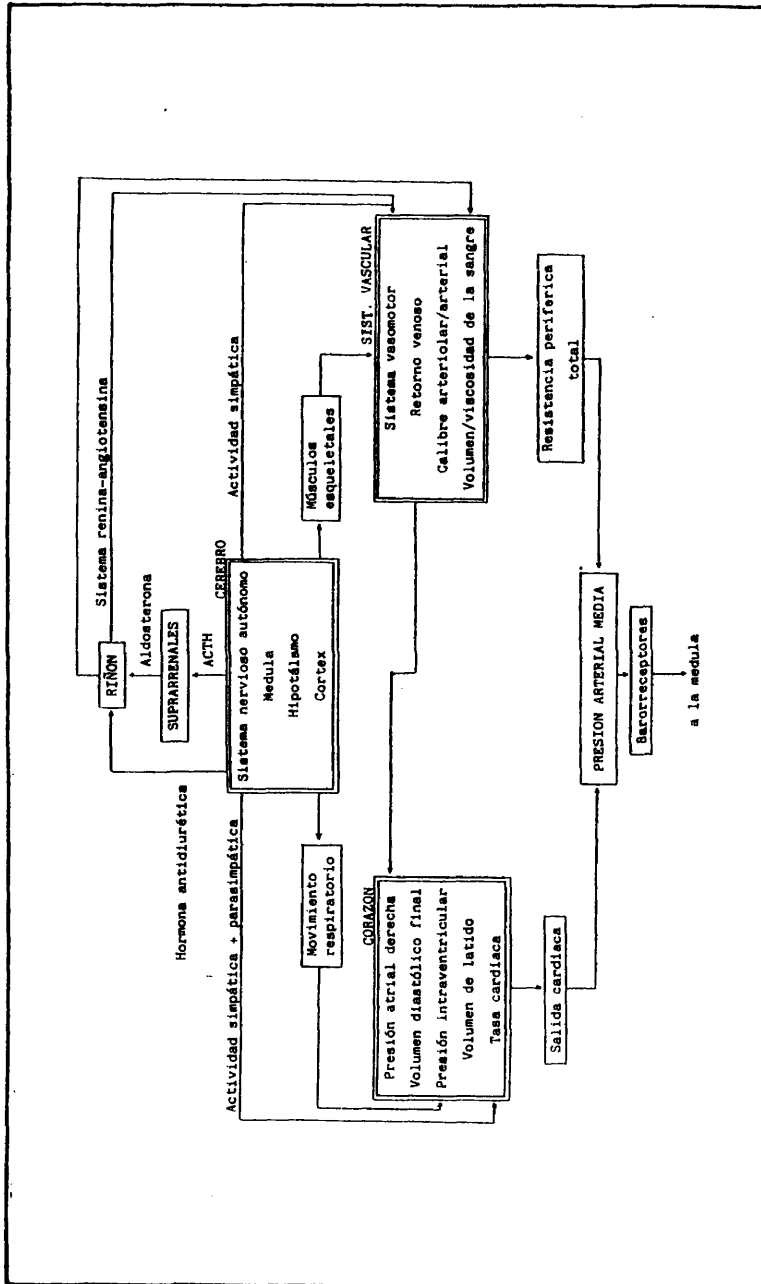 Sistema renina-angiotensina
RIÑON
Hormona antidiurética
Aldosterona
SUPRARRENALES
ACTH
Actividad simpática + parasimpática
CEREBRO
Actividad simpática
Sistema nervioso autónomo
Medula
Hipotálamo
Cortex
Movimiento
respiratorio
Músculos
esqueletales
CORAZON
Presión atrial derecha
Volumen diastólico final
Presión intraventricular
Volumen de latido
Tasa cardiaca
SIST. VASCULAR
Sistema vasomotor
Retorno venoso
Calibre arteriolar/arterial
Volumen/viscosidad de la sangre
Salida cardiaca
Resistencia periferica
total
PRESION ARTERIAL MEDIA
Barorreceptores
a la medula